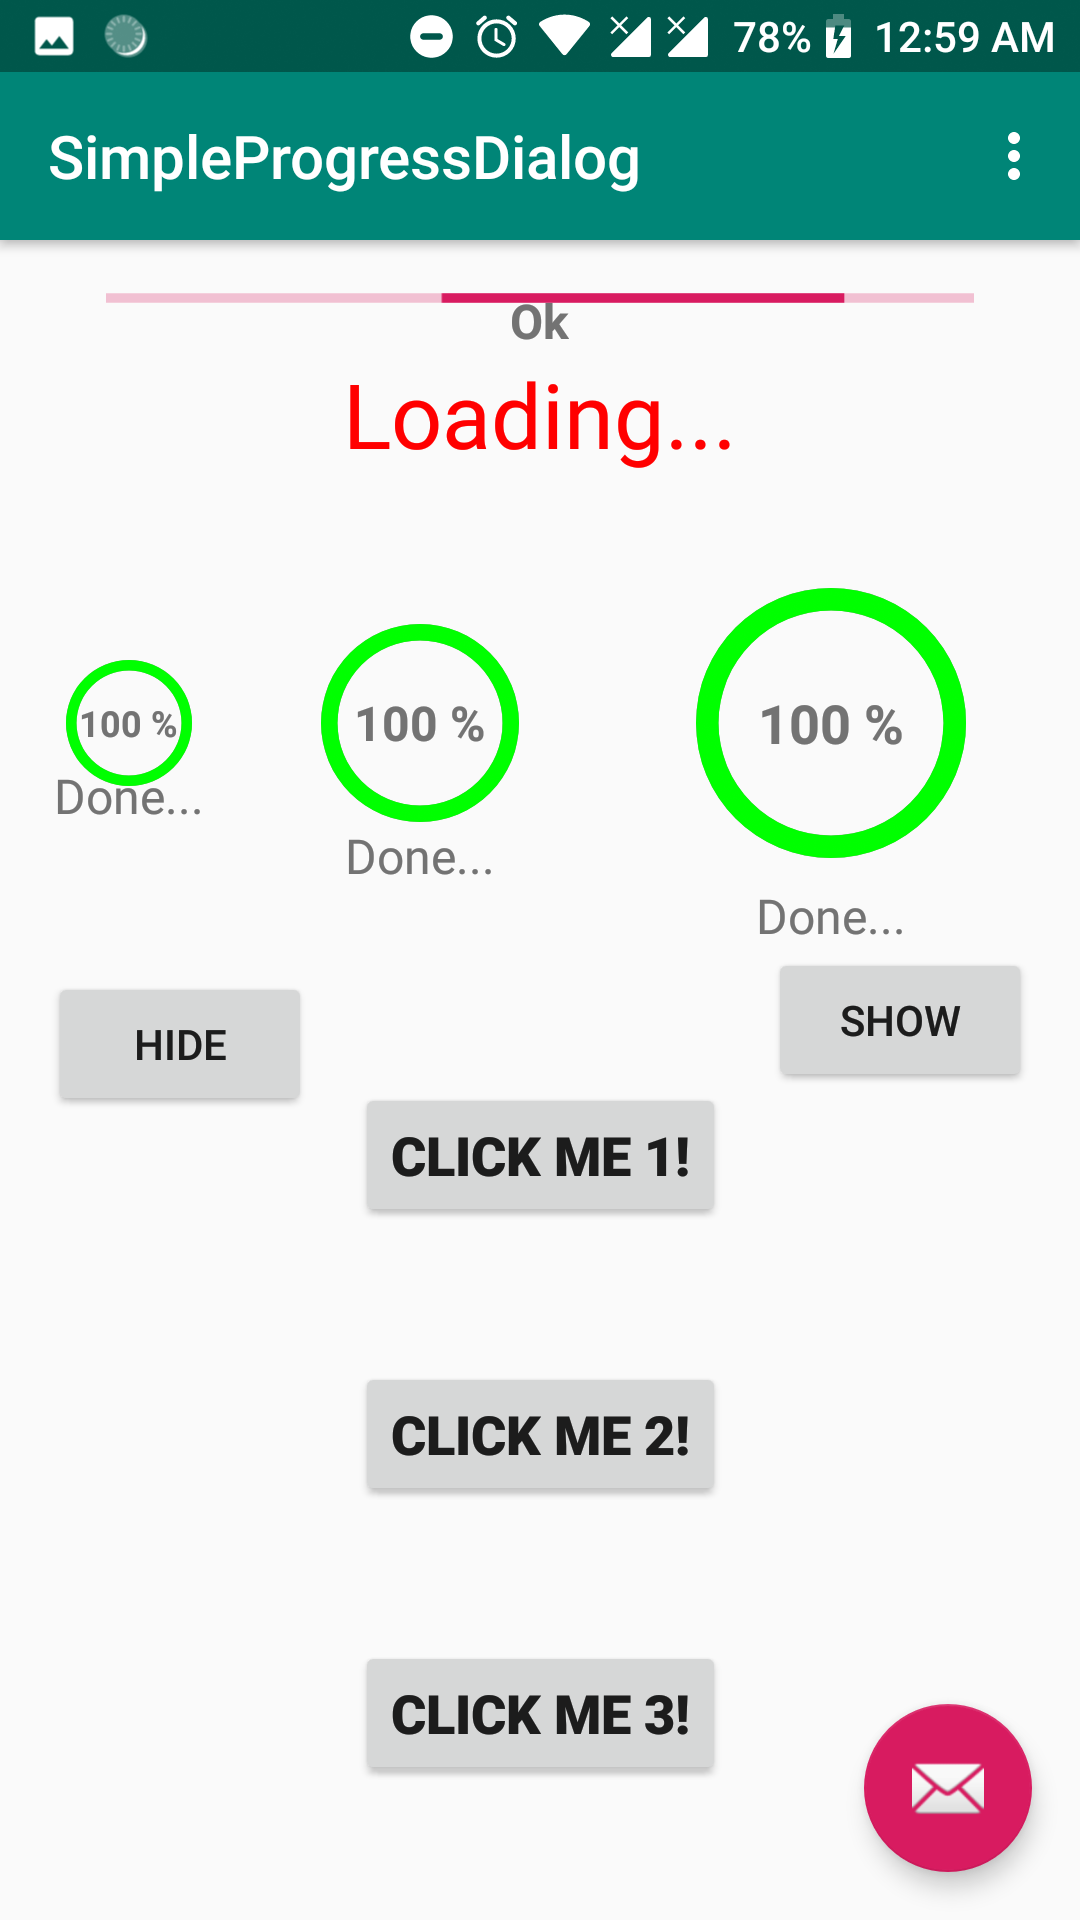 78% 12:59 AM
SimpleProgressDialog
Ok
Loading...
100 % 100 % 100 %
Done...
Done...
Done...
HIDE SHOW
CLICK ME 1!
CLICK ME 2!
CLICK ME 3!